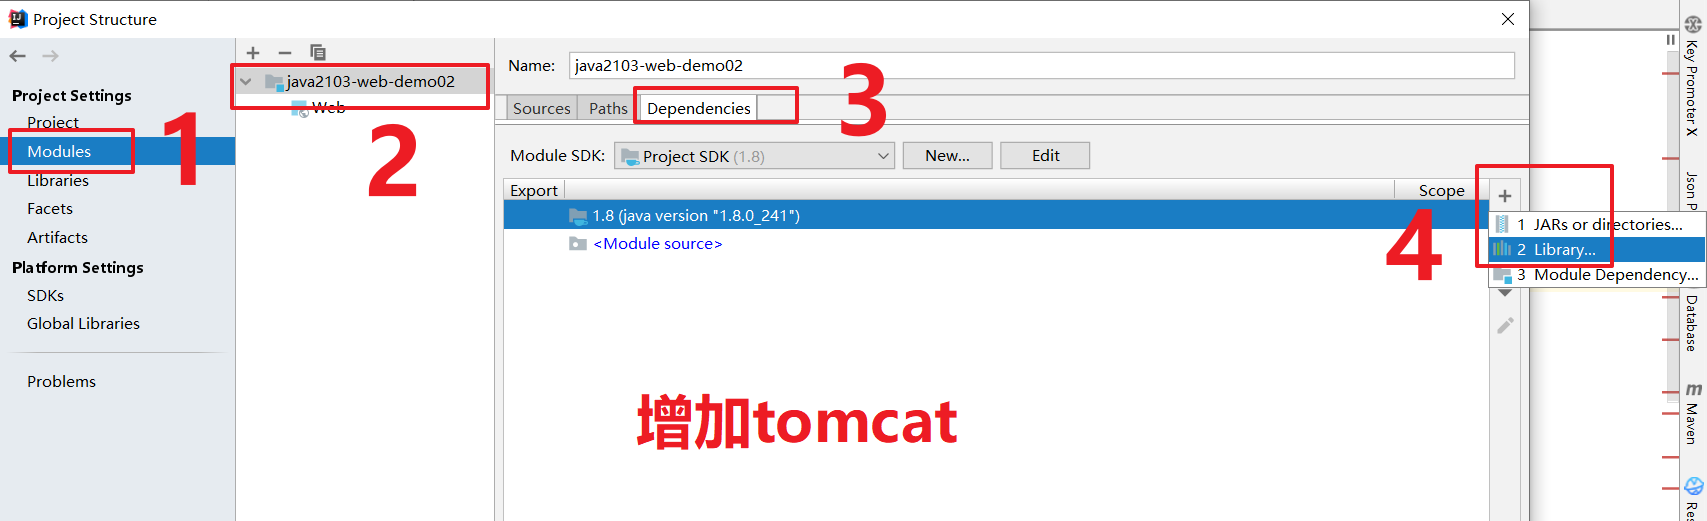 Project Structure
Project Settings
Project
Modules
Libraries
Facets
Artifacts
Platform Settings
SDKs
Global Libraries
Problems
1
java2103-web-demo02
Web
2
Name: java2103-web-demo02
Sources Paths Dependencies
3
Module SDK: Project SDK (1.8) New... Edit
Export Scope
1.8 (java version "1.8.0_241")
<Module source>
4
1 JARs or directories...
2 Library...
3 Module Dependency...
增加tomcat
Key Promoter X
Json P
Database
m Maven
Res